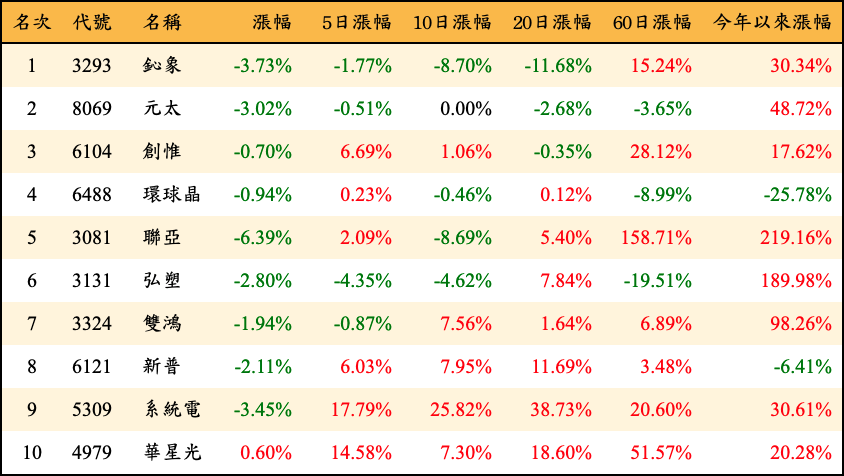 名次 代號 名稱 漲幅 5日漲幅 10日漲幅 20日漲幅 60日漲幅 今年以來漲幅
1 3293 鈊象 -3.73% -1.77% -8.70% -11.68% 15.24% 30.34%
2 8069 元太 -3.02% -0.51% 0.00% -2.68% -3.65% 48.72%
3 6104 創惟 -0.70% 6.69% 1.06% -0.35% 28.12% 17.62%
4 6488 環球晶 -0.94% 0.23% -0.46% 0.12% -8.99% -25.78%
5 3081 聯亞 -6.39% 2.09% -8.69% 5.40% 158.71% 219.16%
6 3131 弘塑 -2.80% -4.35% -4.62% 7.84% -19.51% 189.98%
7 3324 雙鴻 -1.94% -0.87% 7.56% 1.64% 6.89% 98.26%
8 6121 新普 -2.11% 6.03% 7.95% 11.69% 3.48% -6.41%
9 5309 系統電 -3.45% 17.79% 25.82% 38.73% 20.60% 30.61%
10 4979 華星光 0.60% 14.58% 7.30% 18.60% 51.57% 20.28%